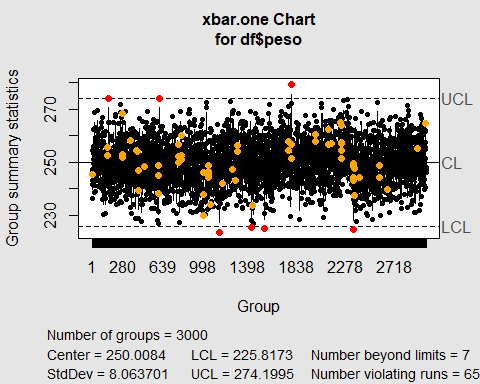 xbar.one Chart
for df$peso
Group summary statistics
270
250
230
UCL
CL
LCL
1 280 639 998 1398 1838 2278 2718
Group
Number of groups = 3000
Center = 250.0084 LCL = 225.8173 Number beyond limits = 7
StdDev = 8.063701 UCL = 274.1995 Number violating runs = 65